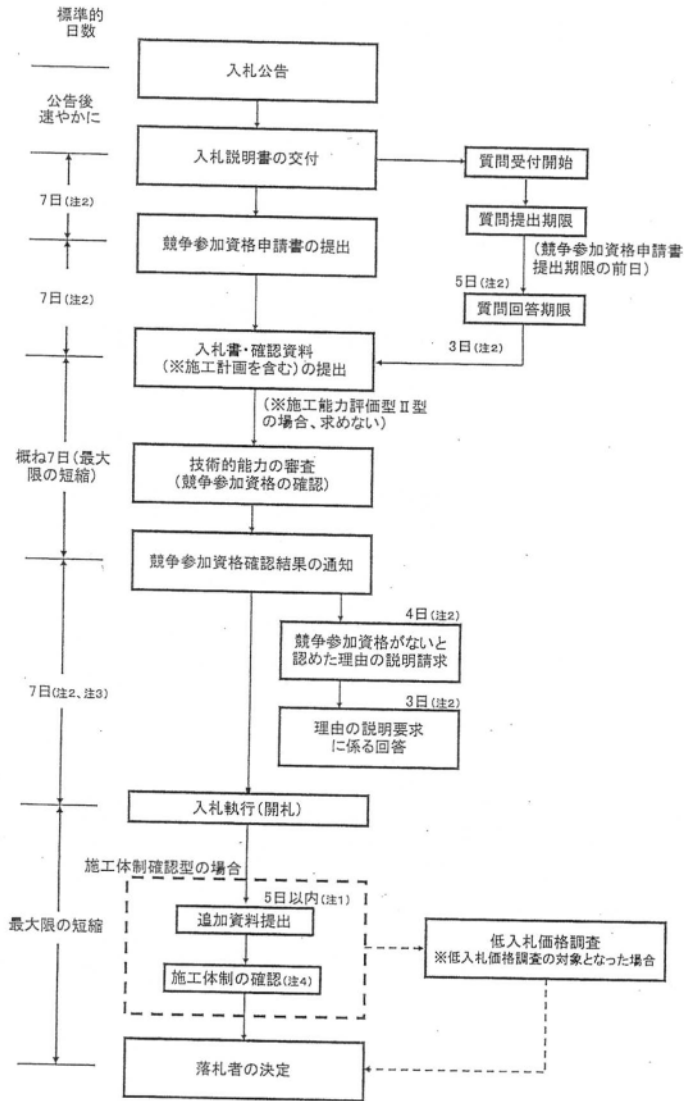 標準的
日数
入札公告
公告後
速やかに
入札説明書の交付
質問受付開始
7日(注2)
質問提出期限
競争参加資格申請書の提出
(競争参加資格申請書
提出期限の前日)
5日(注2)
7日(注2)
質問回答期限
3日(注2)
入札書・確認資料
(※施工計画を含む)の提出
(※施工能力評価型Ⅱ型
の場合、求めない)
概ね7日(最大
限の短縮)
技術的能力の審査
(競争参加資格の確認)
競争参加資格確認結果の通知
4日(注2)
競争参加資格がないと
認めた理由の説明請求
7日(注2、注3)
3日(注2)
理由の説明要求
に係る回答
入札執行(開札)
施工体制確認型の場合
5日以内(注1)
追加資料提出
最大限の短縮
低入札価格調査
※低入札価格調査の対象となった場合
施工体制の確認(注4)
落札者の決定